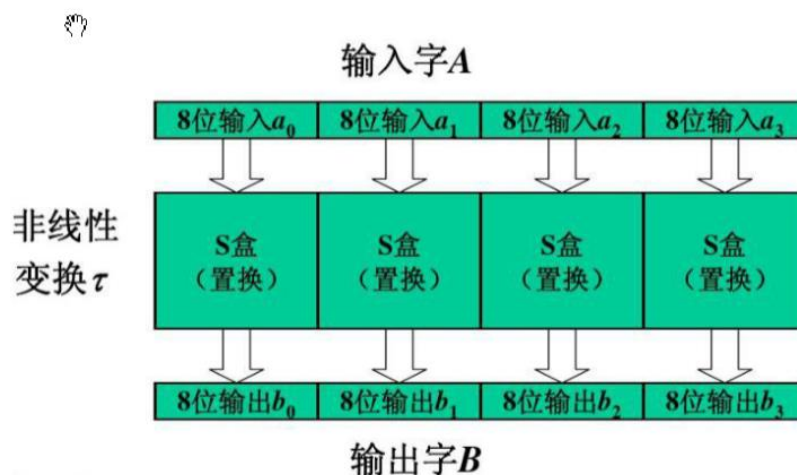 输入字A
8位输入a₀ 8位输入a₁ 8位输入a₂ 8位输入a₃
非线性
变换τ
S盒 S盒 S盒 S盒
(置换) (置换) (置换) (置换)
8位输出b₀ 8位输出b₁ 8位输出b₂ 8位输出b₃
输出字B